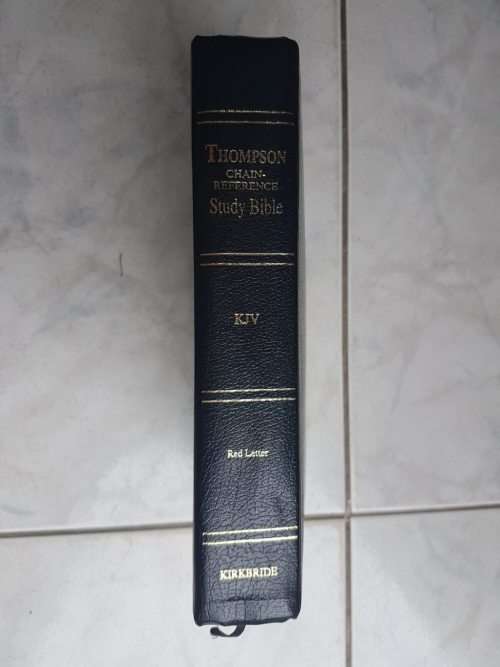 THOMPSON
CHAIN-
REFERENCE
Study Bible
KJV
Red Letter
KIRKBRIDE